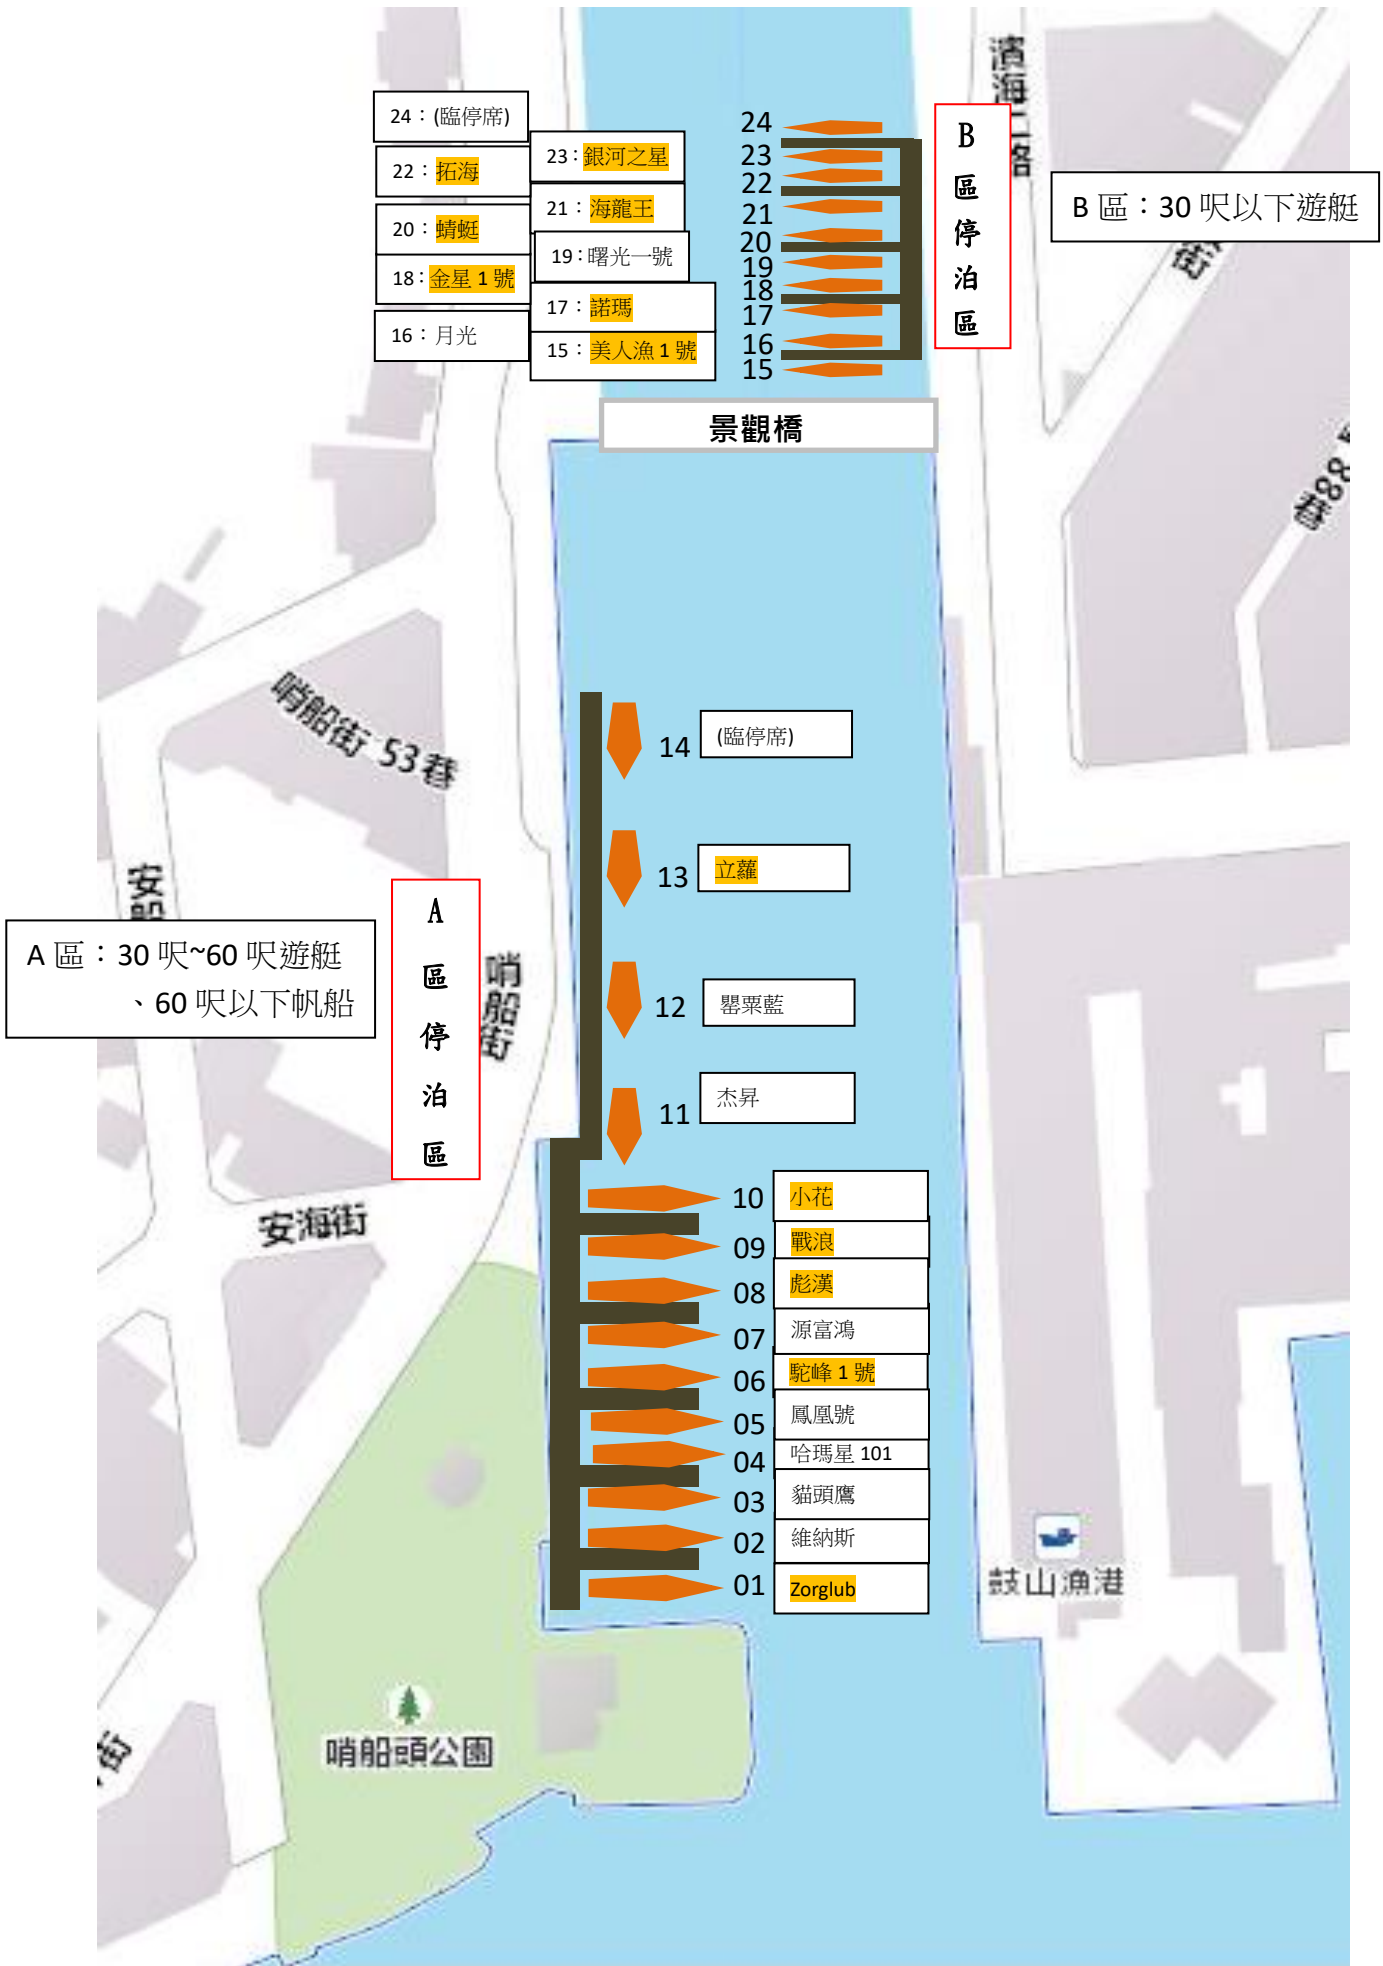 24：(臨停席)
23：銀河之星
22：拓海
21：海龍王
20：蜻蜓
19：曙光一號
18：金星 1 號
17：諾瑪
16：月光
15：美人漁 1 號
24
23
22
21
20
19
18
17
16
15
B
區
停
泊
區
B 區：30 呎以下遊艇
街
景觀橋
巷88
哨船街 53巷
14
(臨停席)
13
立蘿
12
罌粟藍
11
杰昇
A
區
停
泊
區
A 區：30 呎~60 呎遊艇
、60 呎以下帆船
安船
哨船街
安海街
10
小花
09
戰浪
08
彪漢
07
源富鴻
06
駝峰 1 號
05
鳳凰號
04
哈瑪星 101
03
貓頭鷹
02
維納斯
01
Zorglub
鼓山漁港
哨船頭公園
街